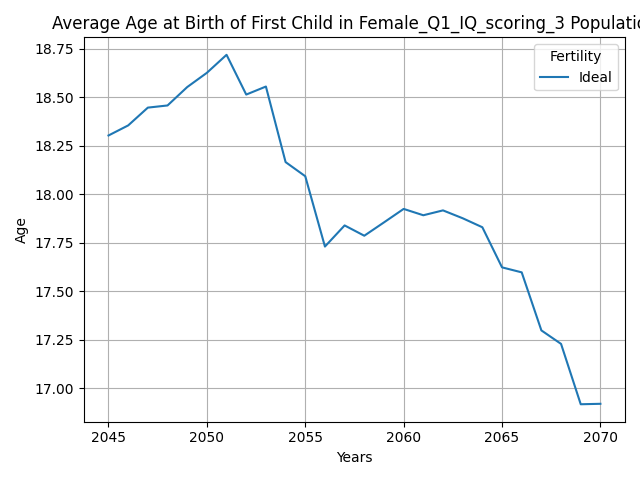 Average Age at Birth of First Child in Female_Q1_IQ_scoring_3 Populatio
Fertility
Ideal
18.75
18.50
18.25
18.00
17.75
17.50
17.25
17.00
Age
2045 2050 2055 2060 2065 2070
Years